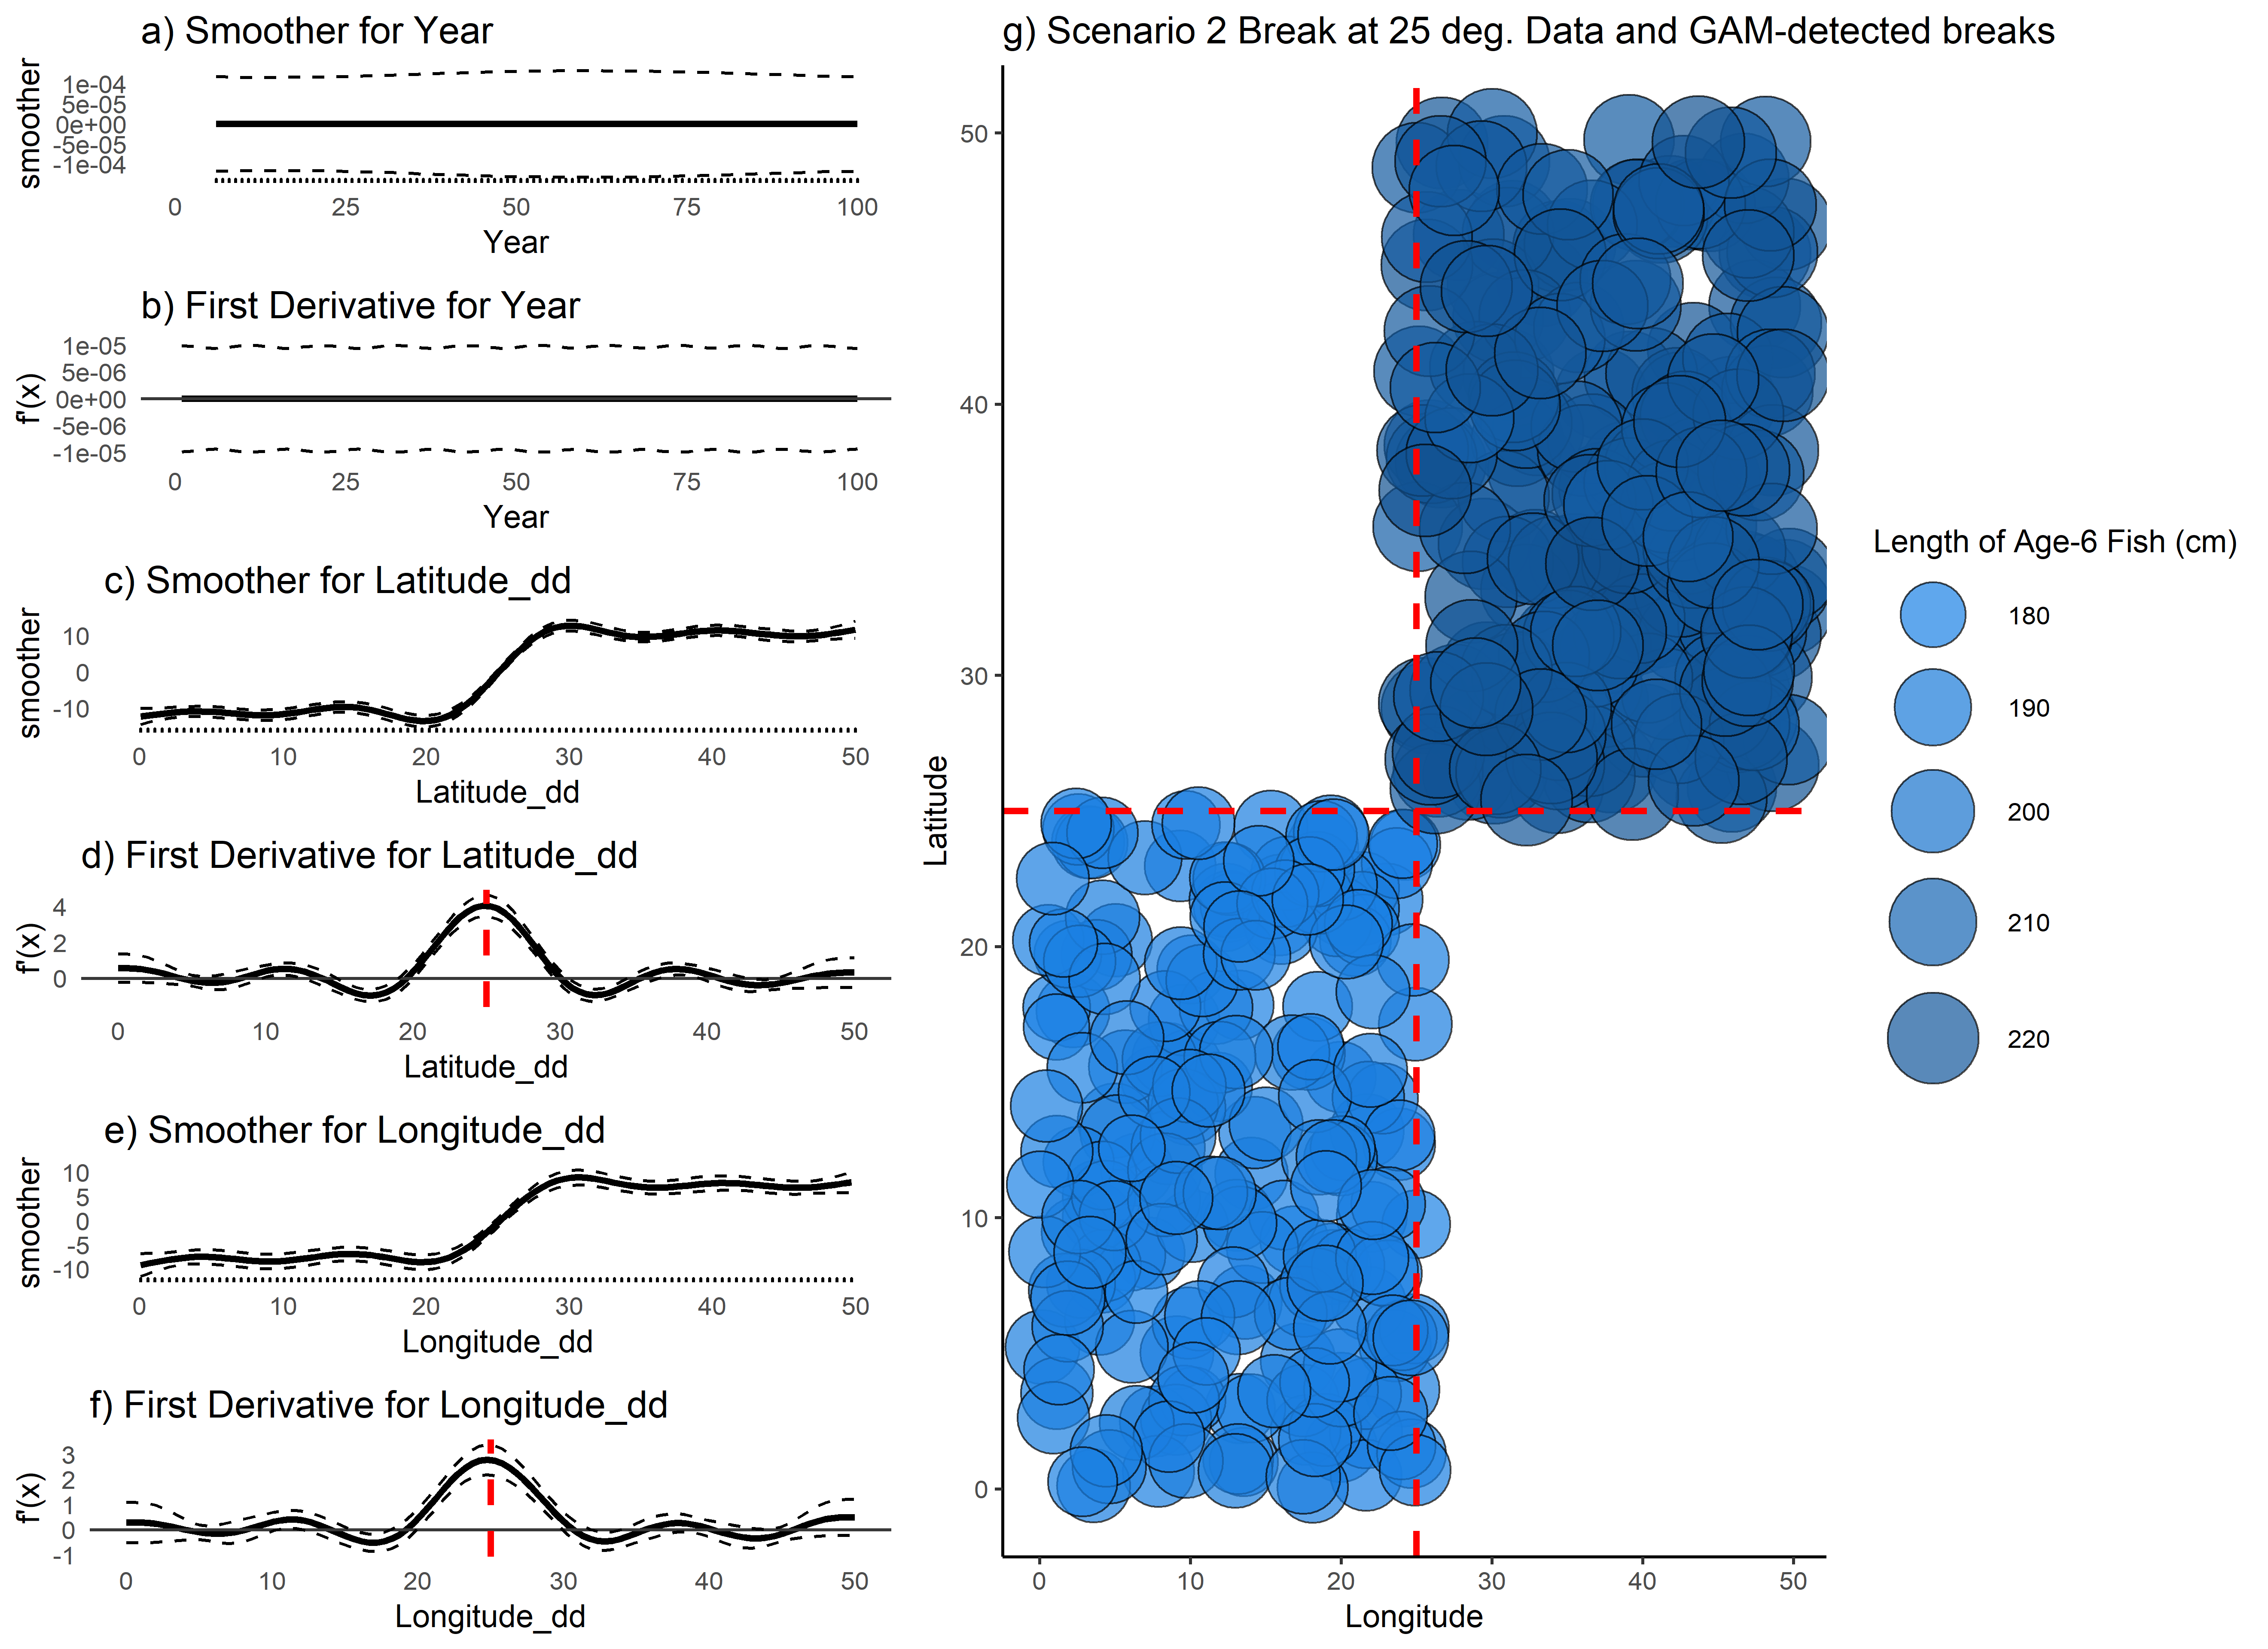 a) Smoother for Year
smoother
1e-04
5e-05
0e+00
-5e-05
-1e-04
0 25 50 75 100
Year
b) First Derivative for Year
f'(x)
1e-05
5e-06
0e+00
-5e-06
-1e-05
0 25 50 75 100
Year
c) Smoother for Latitude_dd
smoother
10
0
-10
0 10 20 30 40 50
Latitude_dd
d) First Derivative for Latitude_dd
f'(x)
4
2
0
0 10 20 30 40 50
Latitude_dd
e) Smoother for Longitude_dd
smoother
10
5
0
-5
-10
0 10 20 30 40 50
Longitude_dd
f) First Derivative for Longitude_dd
f'(x)
3
2
1
0
-1
0 10 20 30 40 50
Longitude_dd
g) Scenario 2 Break at 25 deg. Data and GAM-detected breaks
Latitude
50
40
30
20
10
0
0 10 20 30 40 50
Longitude
Length of Age-6 Fish (cm)
180
190
200
210
220